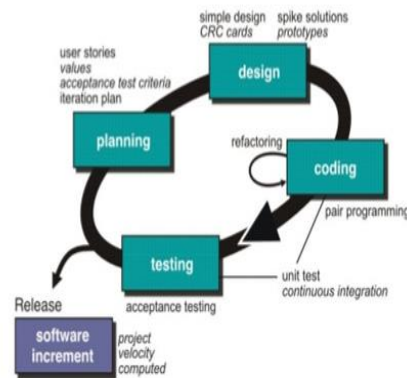 simple design
CRC cards
spike solutions
prototypes
user stories
values
acceptance test criteria
iteration plan
design
planning
refactoring
coding
pair programming
testing
unit test
continuous integration
acceptance testing
Release
software
increment
project
velocity
computed